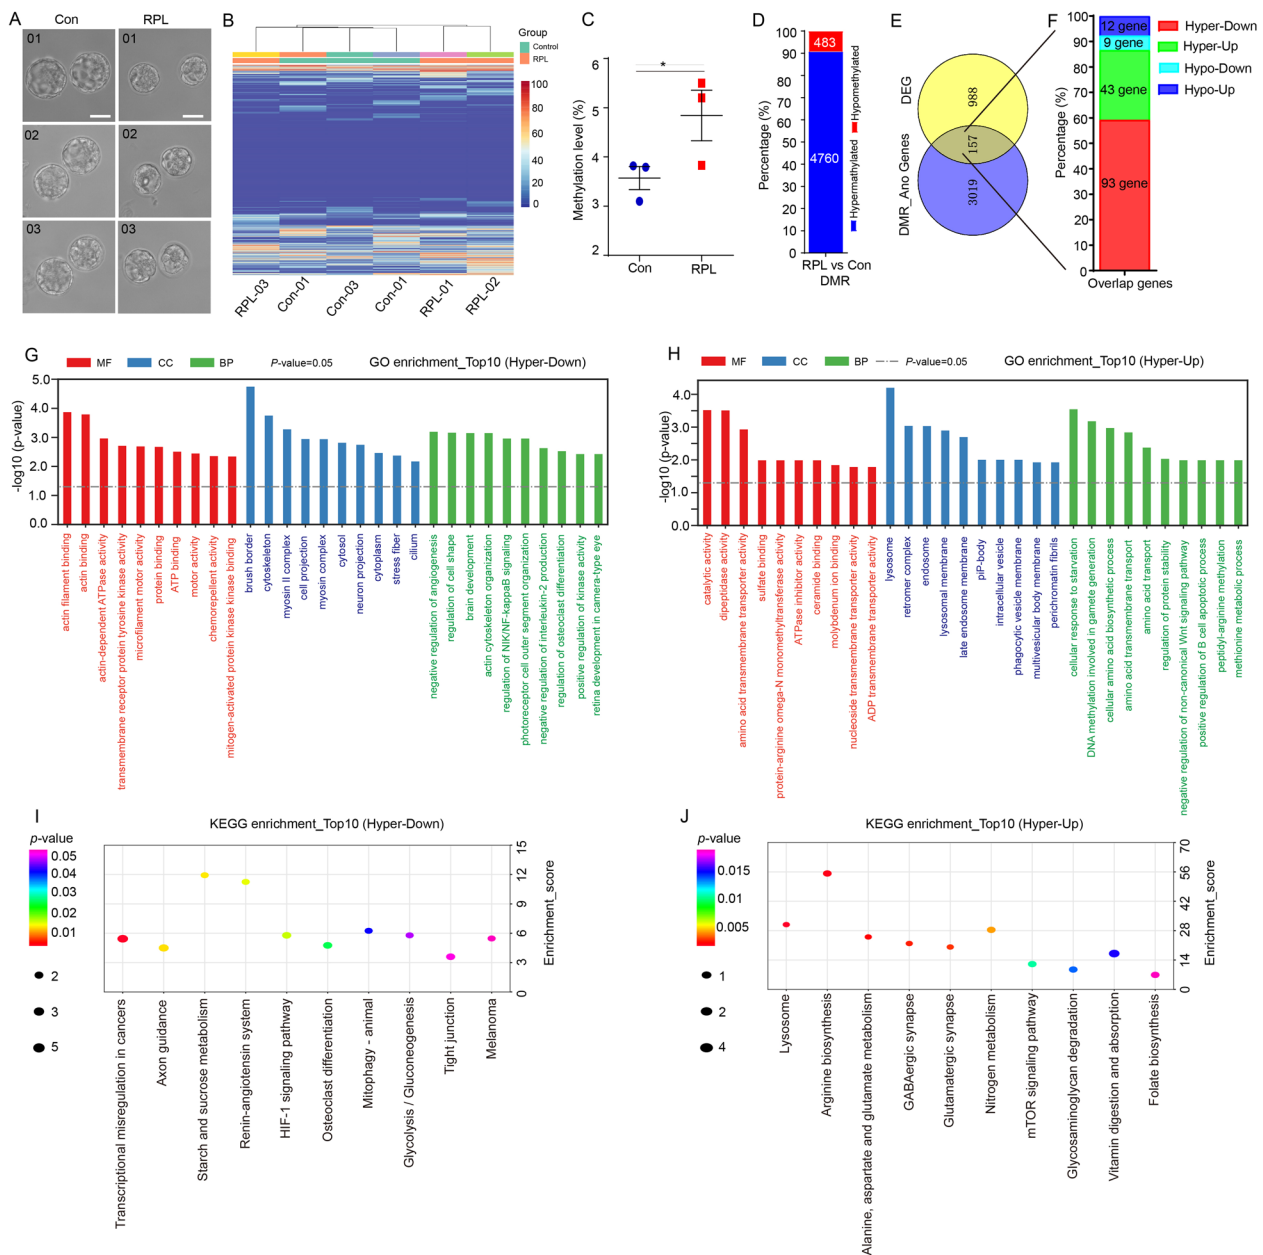 A
Con
RPL
01
01
02
02
03
03
B
Group
Control
RPL
100
80
60
40
20
0
RPL-03
Con-01
Con-03
Con-01
RPL-01
RPL-02
C
Methylation level (%)
6
5
4
3
2
*
Con
RPL
D
Percentage (%)
100
90
80
70
60
50
40
30
20
10
0
483
4760
RPL vs Con
DMR
Hypermathylated
Hypomethylated
E
DEG
DMR_Ano Genes
988
157
3019
F
Percentage (%)
100
90
80
70
60
50
40
30
20
10
0
12 gene
9 gene
43 gene
93 gene
Overlap genes
Hyper-Down
Hyper-Up
Hypo-Down
Hypo-Up
G
MF
CC
BP
P-value=0.05
GO enrichment_Top10 (Hyper-Down)
-log10 (p-value)
5.0
4.0
3.0
2.0
1.0
0.0
actin filament binding
actin binding
actin-dependent ATPase activity
transmembrane receptor protein tyrosine kinase activity
microfilament motor activity
protein binding
ATP binding
motor activity
chemorepellent activity
mitogen-activated protein kinase binding
brush border
cytoskeleton
myosin II complex
cell projection
myosin complex
cytosol
neuron projection
cytoplasm
stress fiber
cilium
negative regulation of angiogenesis
regulation of cell shape
brain development
actin cytoskeleton organization
regulation of NIK/NF-kappaB signaling
photoreceptor cell outer segment organization
negative regulation of interleukin-2 production
regulation of osteoclast differentiation
positive regulation of kinase activity
retina development in camera-type eye
H
MF
CC
BP
P-value=0.05
GO enrichment_Top10 (Hyper-Up)
-log10 (p-value)
4.0
3.0
2.0
1.0
0.0
catalytic activity
dipeptidase activity
amino acid transmembrane transporter activity
sulfate binding
protein-arginine omega-N monomethyltransferase activity
ATPase inhibitor activity
ceramide binding
molybdenum ion binding
nucleoside transmembrane transporter activity
ADP transmembrane transporter activity
lysosome
retromer complex
endosome
lysosomal membrane
late endosome membrane
piP-body
intracellular vesicle
phagocytic vesicle membrane
multivesicular body membrane
perichromatin fibrils
cellular response to starvation
DNA methylation involved in gamete generation
cellular amino acid biosynthetic process
amino acid transmembrane transport
amino acid transport
regulation of protein stability
negative regulation of non-canonical Wnt signaling pathway
positive regulation of B cell apoptotic process
peptidyl-arginine methylation
methionine metabolic process
I
KEGG enrichment_Top10 (Hyper-Down)
p-value
0.05
0.04
0.03
0.02
0.01
2
3
5
15
12
9
6
3
0
Enrichment_score
Transcriptional misregulation in cancers
Axon guidance
Starch and sucrose metabolism
Renin-angiotensin system
HIF-1 signaling pathway
Osteoclast differentiation
Mitophagy - animal
Glycolysis / Gluconeogenesis
Tight junction
Melanoma
J
KEGG enrichment_Top10 (Hyper-Up)
p-value
0.015
0.01
0.005
1
2
4
70
56
42
28
14
0
Enrichment_score
Lysosome
Arginine biosynthesis
Alanine, aspartate and glutamate metabolism
GABAergic synapse
Glutamatergic synapse
Nitrogen metabolism
mTOR signaling pathway
Glycosaminoglycan degradation
Vitamin digestion and absorption
Folate biosynthesis